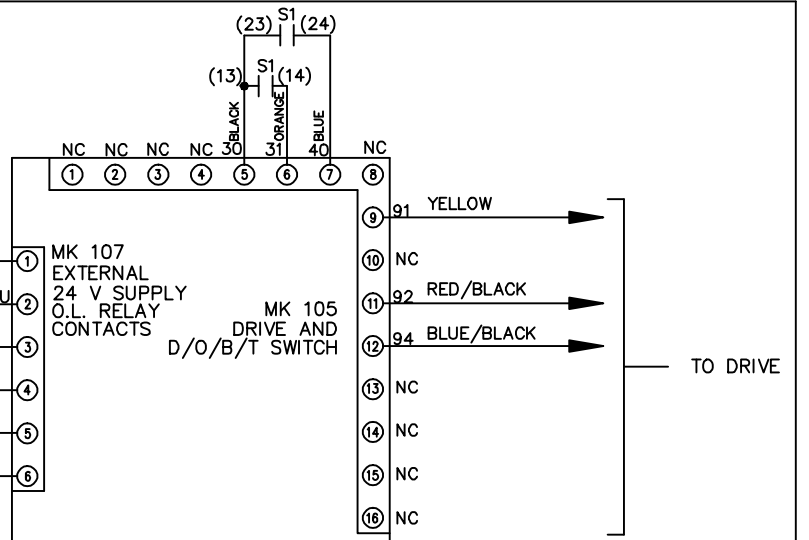 S1
(23) (24)
S1
(13) (14)
BLACK
ORANGE
BLUE
NC NC NC NC 30 31 40 NC
1 2 3 4 5 6 7 8
9 91 YELLOW
10 NC
11 92 RED/BLACK
12 94 BLUE/BLACK
13 NC
14 NC
15 NC
16 NC
TO DRIVE
MK 107
EXTERNAL
24 V SUPPLY
O.L. RELAY
CONTACTS
MK 105
DRIVE AND
D/O/B/T SWITCH
U
1
2
3
4
5
6